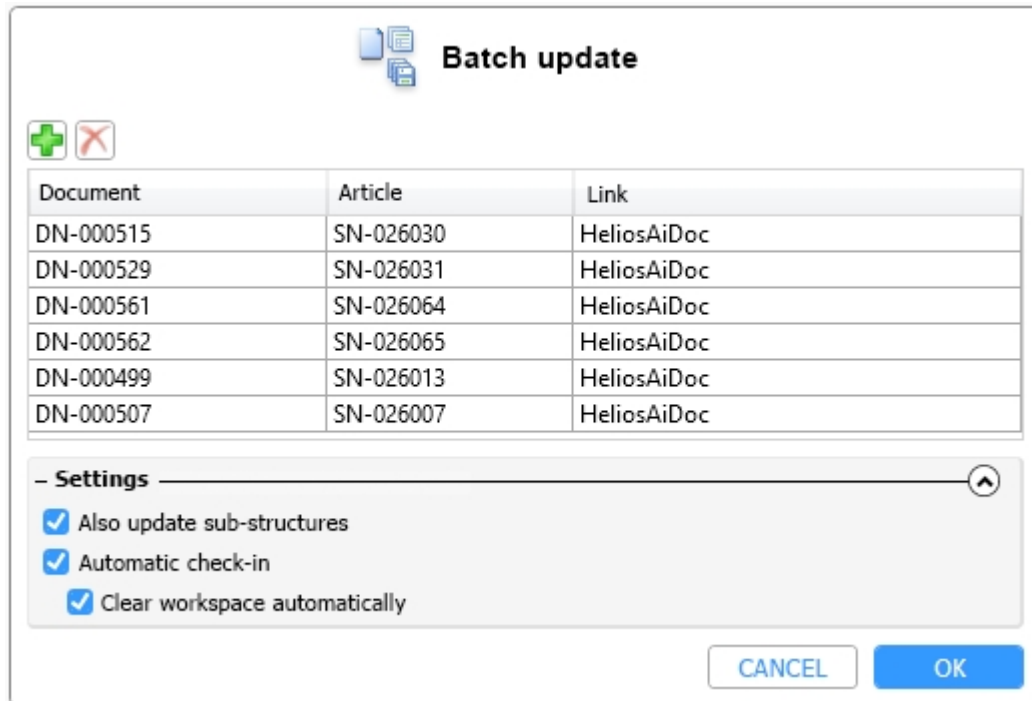 Batch update
Document Article Link
DN-000515 SN-026030 HeliosAiDoc
DN-000529 SN-026031 HeliosAiDoc
DN-000561 SN-026064 HeliosAiDoc
DN-000562 SN-026065 HeliosAiDoc
DN-000499 SN-026013 HeliosAiDoc
DN-000507 SN-026007 HeliosAiDoc
– Settings
Also update sub-structures
Automatic check-in
Clear workspace automatically
CANCEL OK